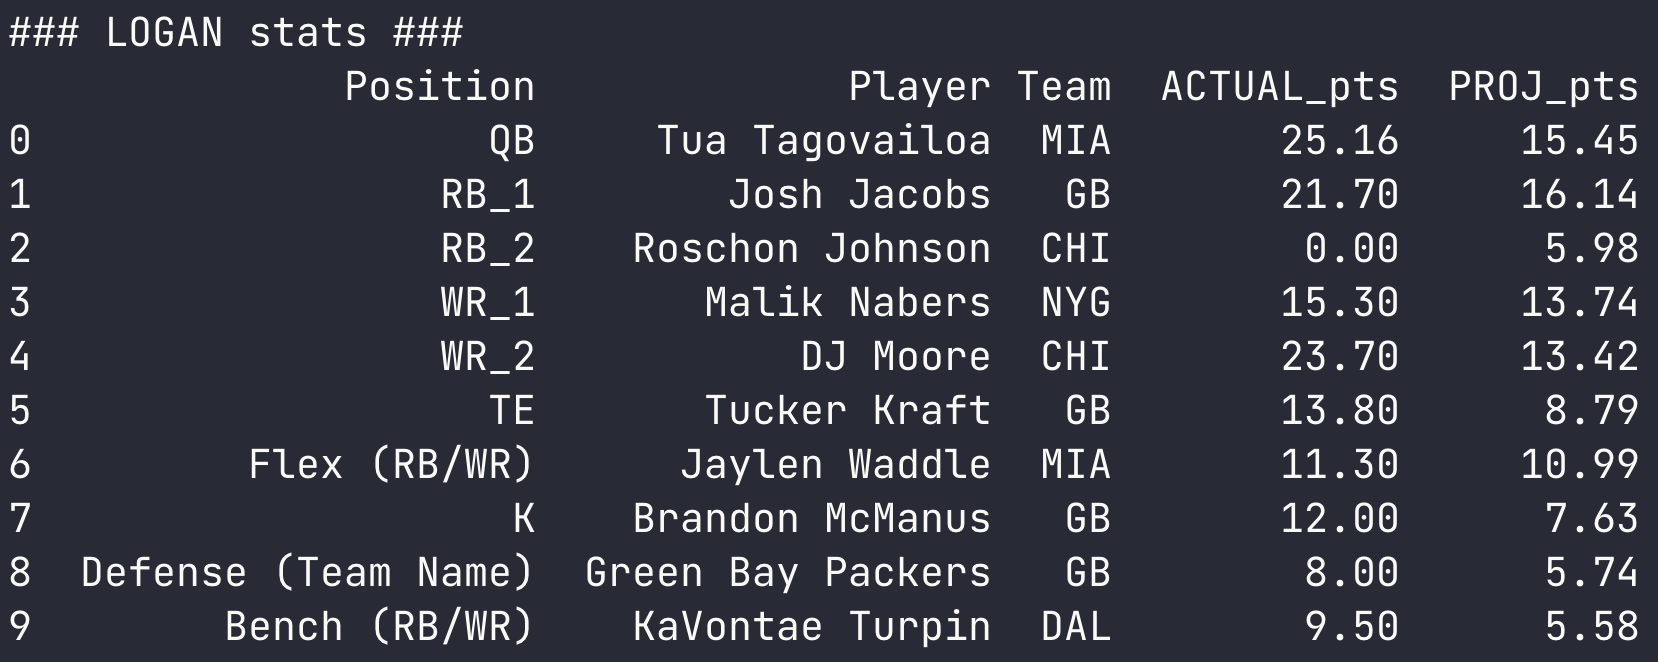 ### LOGAN stats ###
Position Player Team ACTUAL_pts PROJ_pts
0 QB Tua Tagovailoa MIA 25.16 15.45
1 RB_1 Josh Jacobs GB 21.70 16.14
2 RB_2 Roschon Johnson CHI 0.00 5.98
3 WR_1 Malik Nabers NYG 15.30 13.74
4 WR_2 DJ Moore CHI 23.70 13.42
5 TE Tucker Kraft GB 13.80 8.79
6 Flex (RB/WR) Jaylen Waddle MIA 11.30 10.99
7 K Brandon McManus GB 12.00 7.63
8 Defense (Team Name) Green Bay Packers GB 8.00 5.74
9 Bench (RB/WR) KaVontae Turpin DAL 9.50 5.58